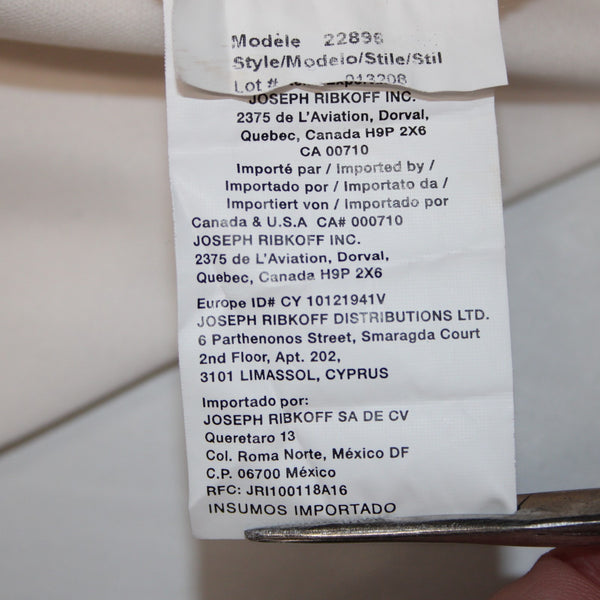 Modèle 22896
Style/Modelo/Stile/Stil
Lot # 013208
JOSEPH RIBKOFF INC.
2375 de L'Aviation, Dorval,
Quebec, Canada H9P 2X6
CA 00710
Importé par / Imported by /
Importado por / Importato da /
Importiert von / Importado por
Canada & U.S.A CA# 000710
JOSEPH RIBKOFF INC.
2375 de L'Aviation, Dorval,
Quebec, Canada H9P 2X6
Europe ID# CY 10121941V
JOSEPH RIBKOFF DISTRIBUTIONS LTD.
6 Parthenonos Street, Smaragda Court
2nd Floor, Apt. 202,
3101 LIMASSOL, CYPRUS
Importado por:
JOSEPH RIBKOFF SA DE CV
Queretaro 13
Col. Roma Norte, México DF
C.P. 06700 México
RFC: JRI100118A16
INSUMOS IMPORTADO